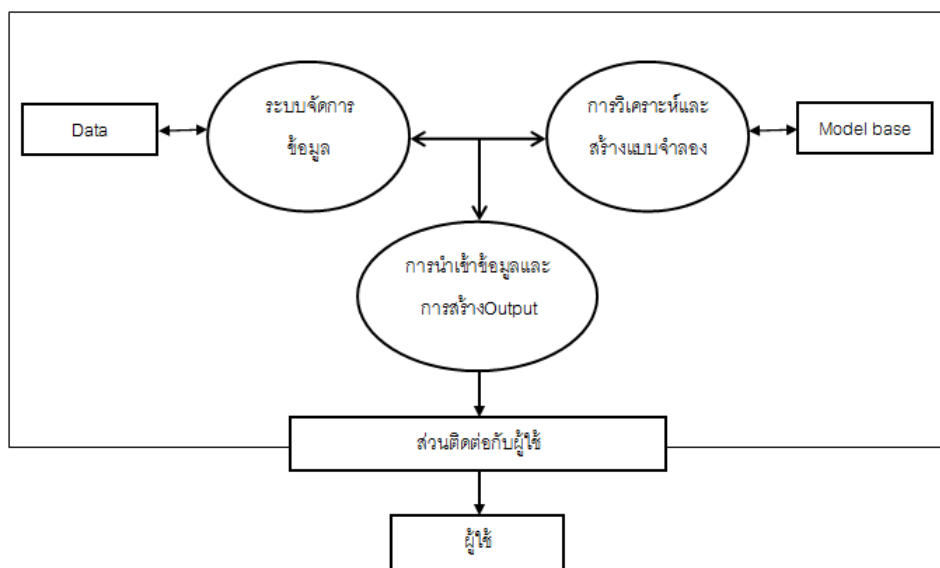 Data
ระบบจัดการ
ข้อมูล
การวิเคราะห์และ
สร้างแบบจำลอง
Model base
การนำเข้าข้อมูลและ
การสร้างOutput
ส่วนติดต่อกับผู้ใช้
ผู้ใช้